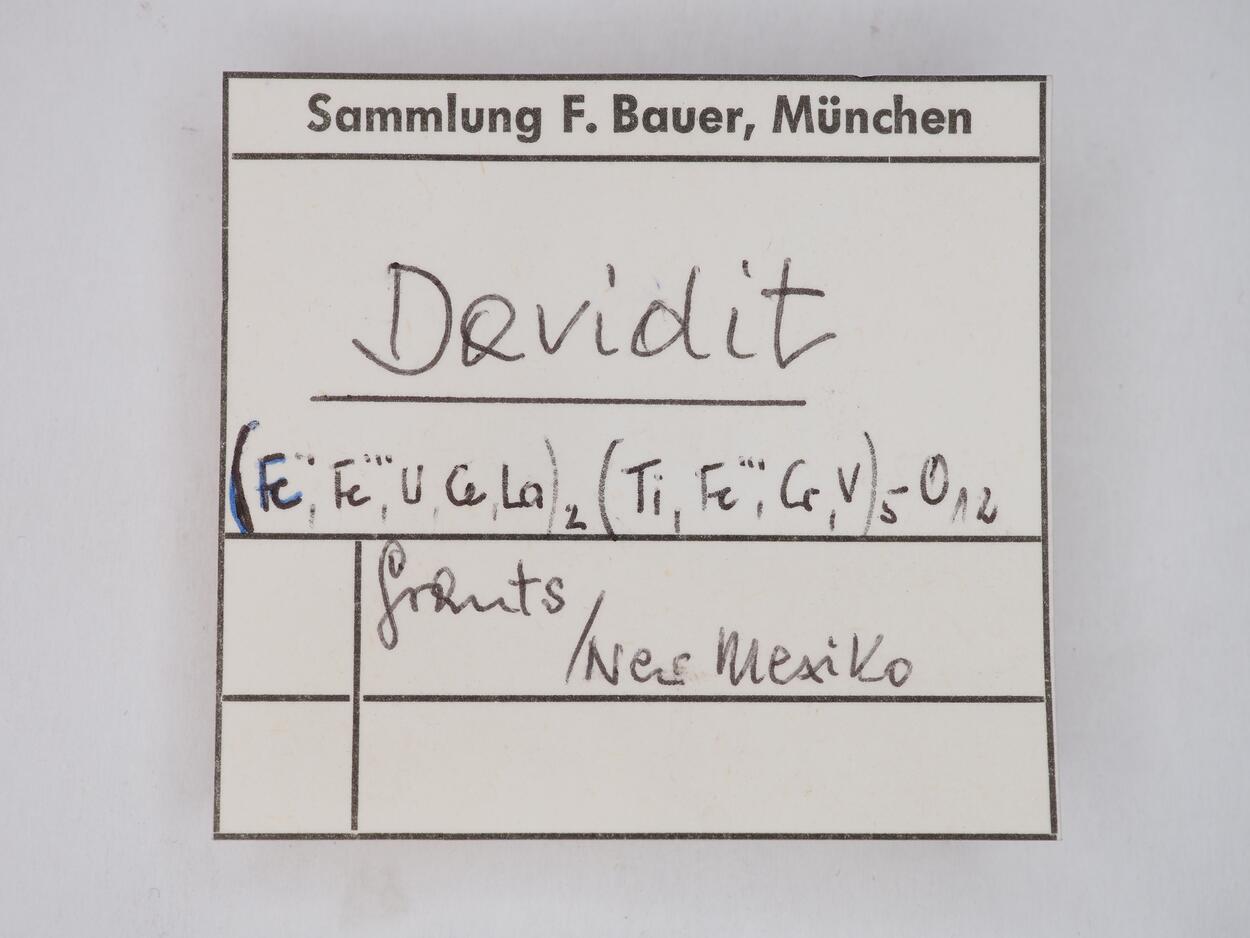 Sammlung F. Bauer, München
Davidit
(Fe¨, Fe''', U, Ce, La)₂ (Ti, Fe''', Cr, V)₅ O₁₂
Grants
/New Mexiko